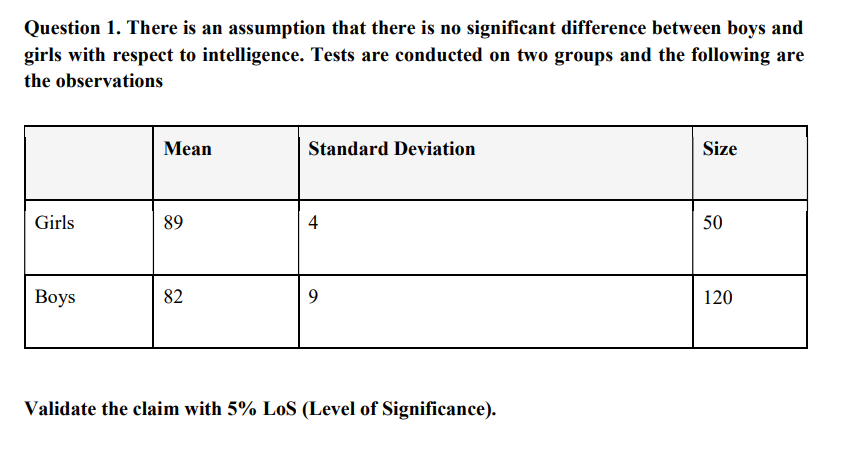 Question 1. There is an assumption that there is no significant difference between boys and
girls with respect to intelligence. Tests are conducted on two groups and the following are
the observations
Mean Standard Deviation Size
Girls 89 4 50
Boys 82 9 120
Validate the claim with 5% LoS (Level of Significance).